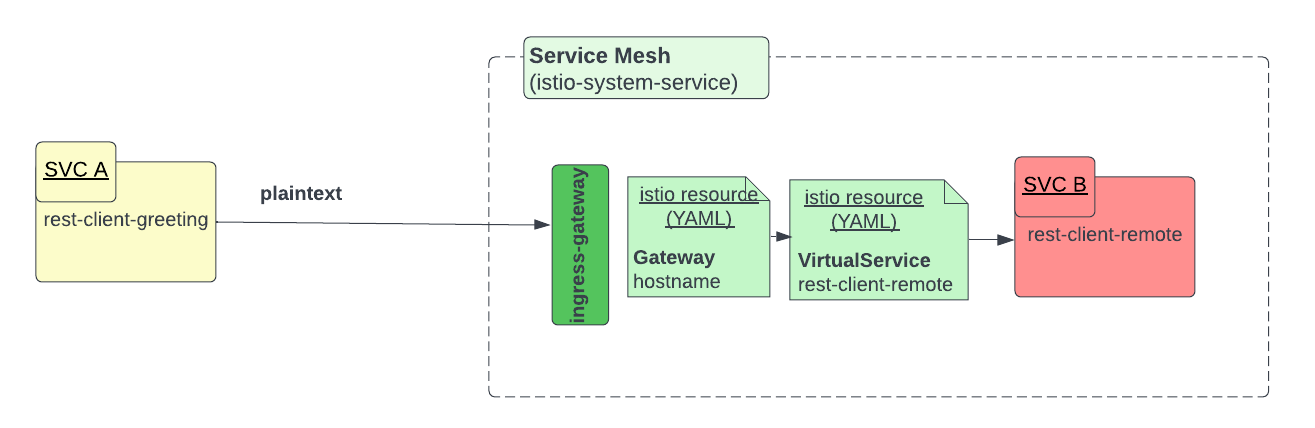 Service Mesh
(istio-system-service)
SVC A
rest-client-greeting
plaintext
ingress-gateway
istio resource
(YAML)
Gateway
hostname
istio resource
(YAML)
VirtualService
rest-client-remote
SVC B
rest-client-remote